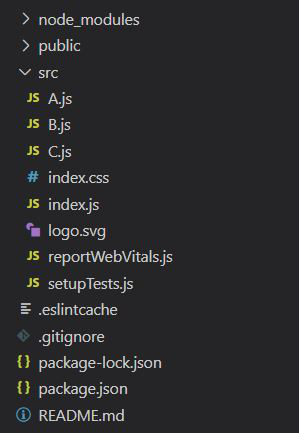 node_modules
public
src
JS A.js
JS B.js
JS C.js
# index.css
JS index.js
logo.svg
JS reportWebVitals.js
JS setupTests.js
.eslintcache
.gitignore
{} package-lock.json
{} package.json
README.md